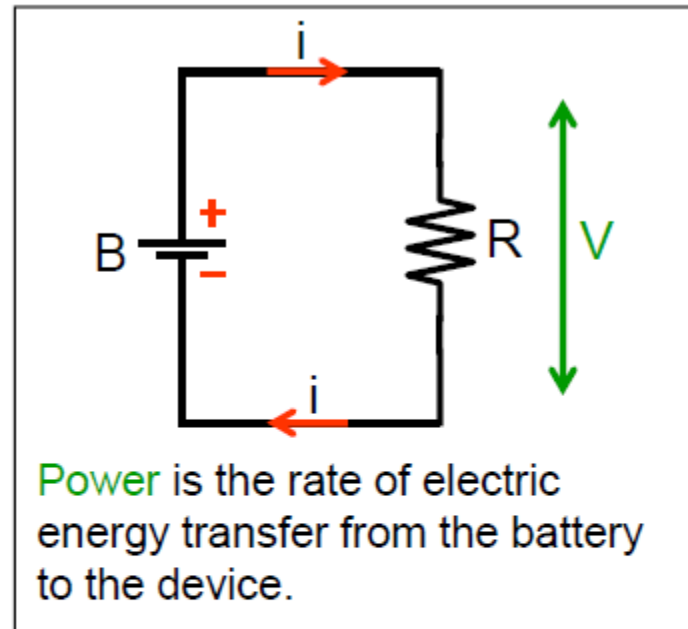 i
+
B
−
R
V
i
Power is the rate of electric
energy transfer from the battery
to the device.